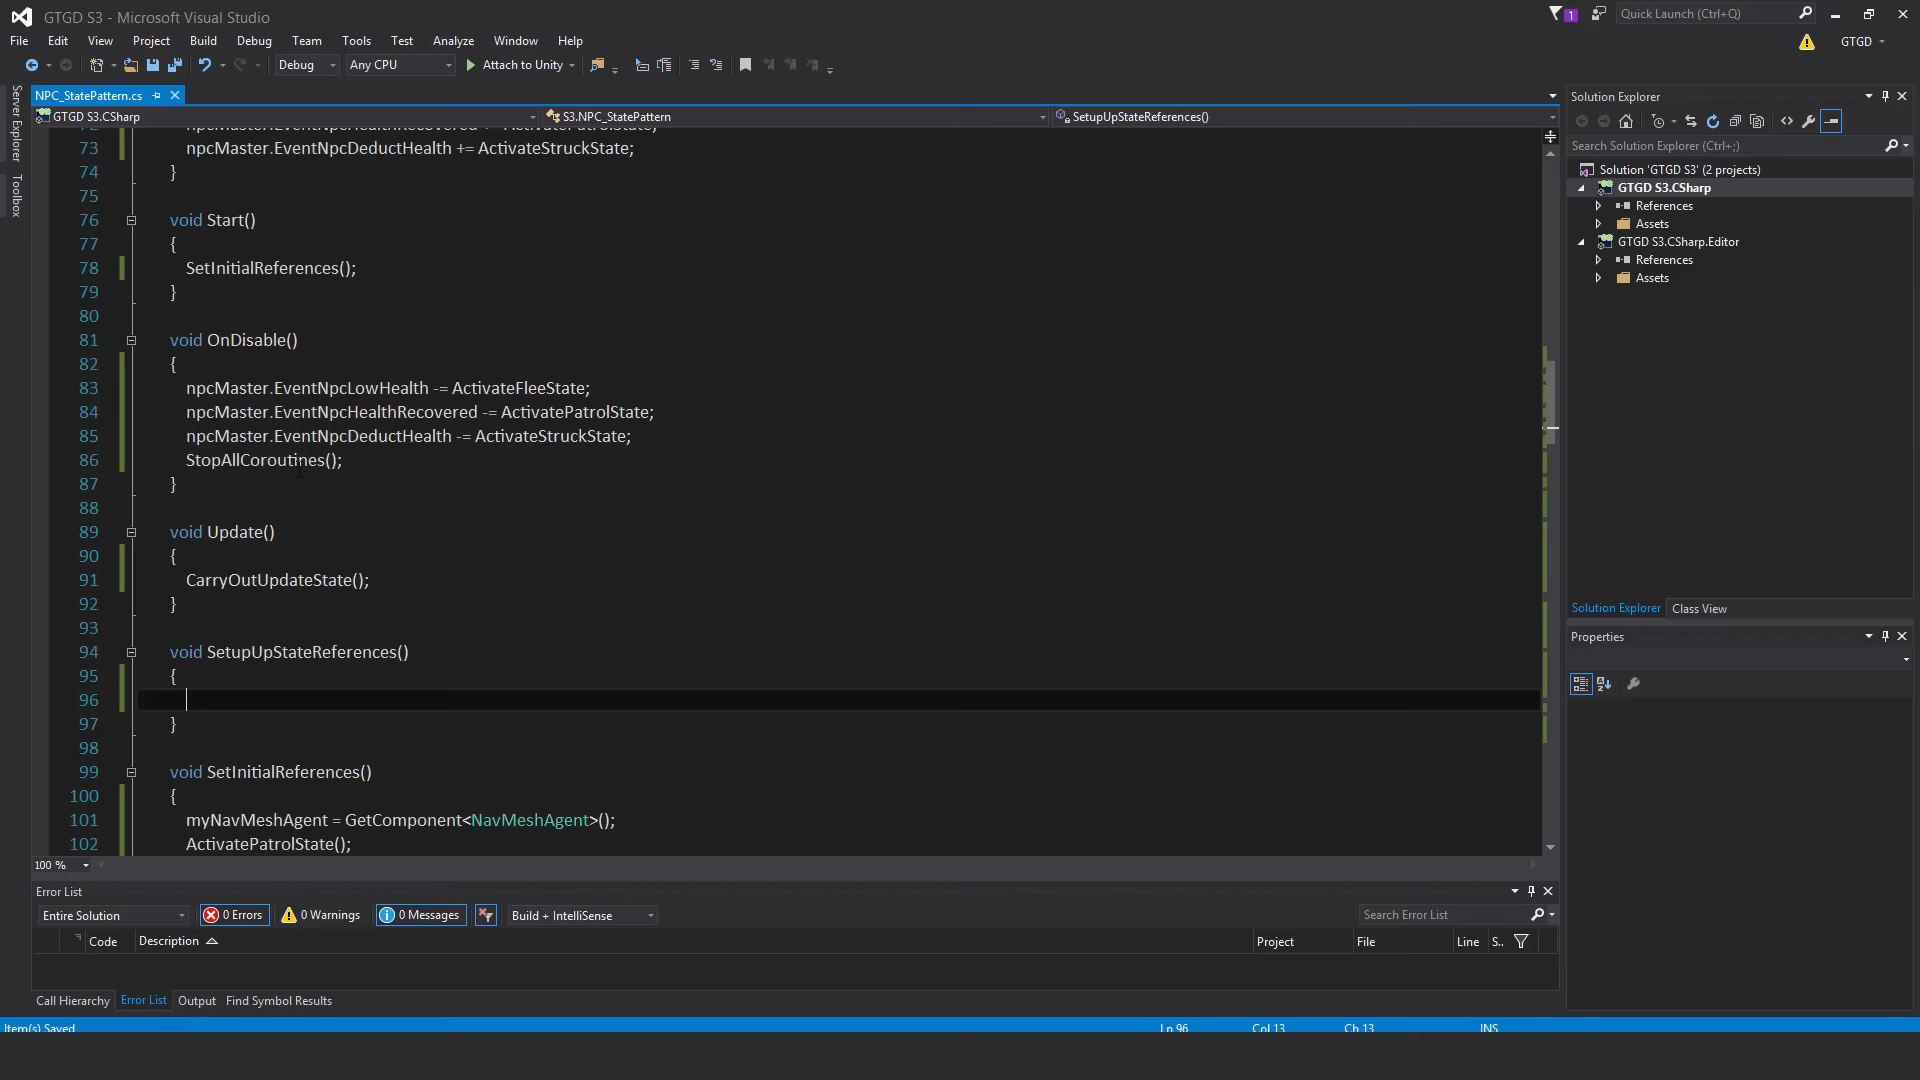 GTGD S3 - Microsoft Visual Studio
1
Quick Launch (Ctrl+Q)
File Edit View Project Build Debug Team Tools Test Analyze Window Help
GTGD
Debug Any CPU Attach to Unity
Server Explorer
Toolbox
NPC_StatePattern.cs
GTGD S3.CSharp S3.NPC_StatePattern SetupUpStateReferences()
72 npcMaster.EventNpcHealthRecovered += ActivatePatrolState;
73 npcMaster.EventNpcDeductHealth += ActivateStruckState;
74 }
75
76 void Start()
77 {
78 SetInitialReferences();
79 }
80
81 void OnDisable()
82 {
83 npcMaster.EventNpcLowHealth -= ActivateFleeState;
84 npcMaster.EventNpcHealthRecovered -= ActivatePatrolState;
85 npcMaster.EventNpcDeductHealth -= ActivateStruckState;
86 StopAllCoroutines();
87 }
88
89 void Update()
90 {
91 CarryOutUpdateState();
92 }
93
94 void SetupUpStateReferences()
95 {
96
97 }
98
99 void SetInitialReferences()
100 {
101 myNavMeshAgent = GetComponent<NavMeshAgent>();
102 ActivatePatrolState();
100 %
Solution Explorer
Search Solution Explorer (Ctrl+;)
Solution 'GTGD S3' (2 projects)
GTGD S3.CSharp
References
Assets
GTGD S3.CSharp.Editor
References
Assets
Solution Explorer Class View
Properties
Error List
Entire Solution 0 Errors 0 Warnings 0 Messages Build + IntelliSense Search Error List
Code Description Project File Line S..
Call Hierarchy Error List Output Find Symbol Results
Item(s) Saved Ln 96 Col 13 Ch 13 INS